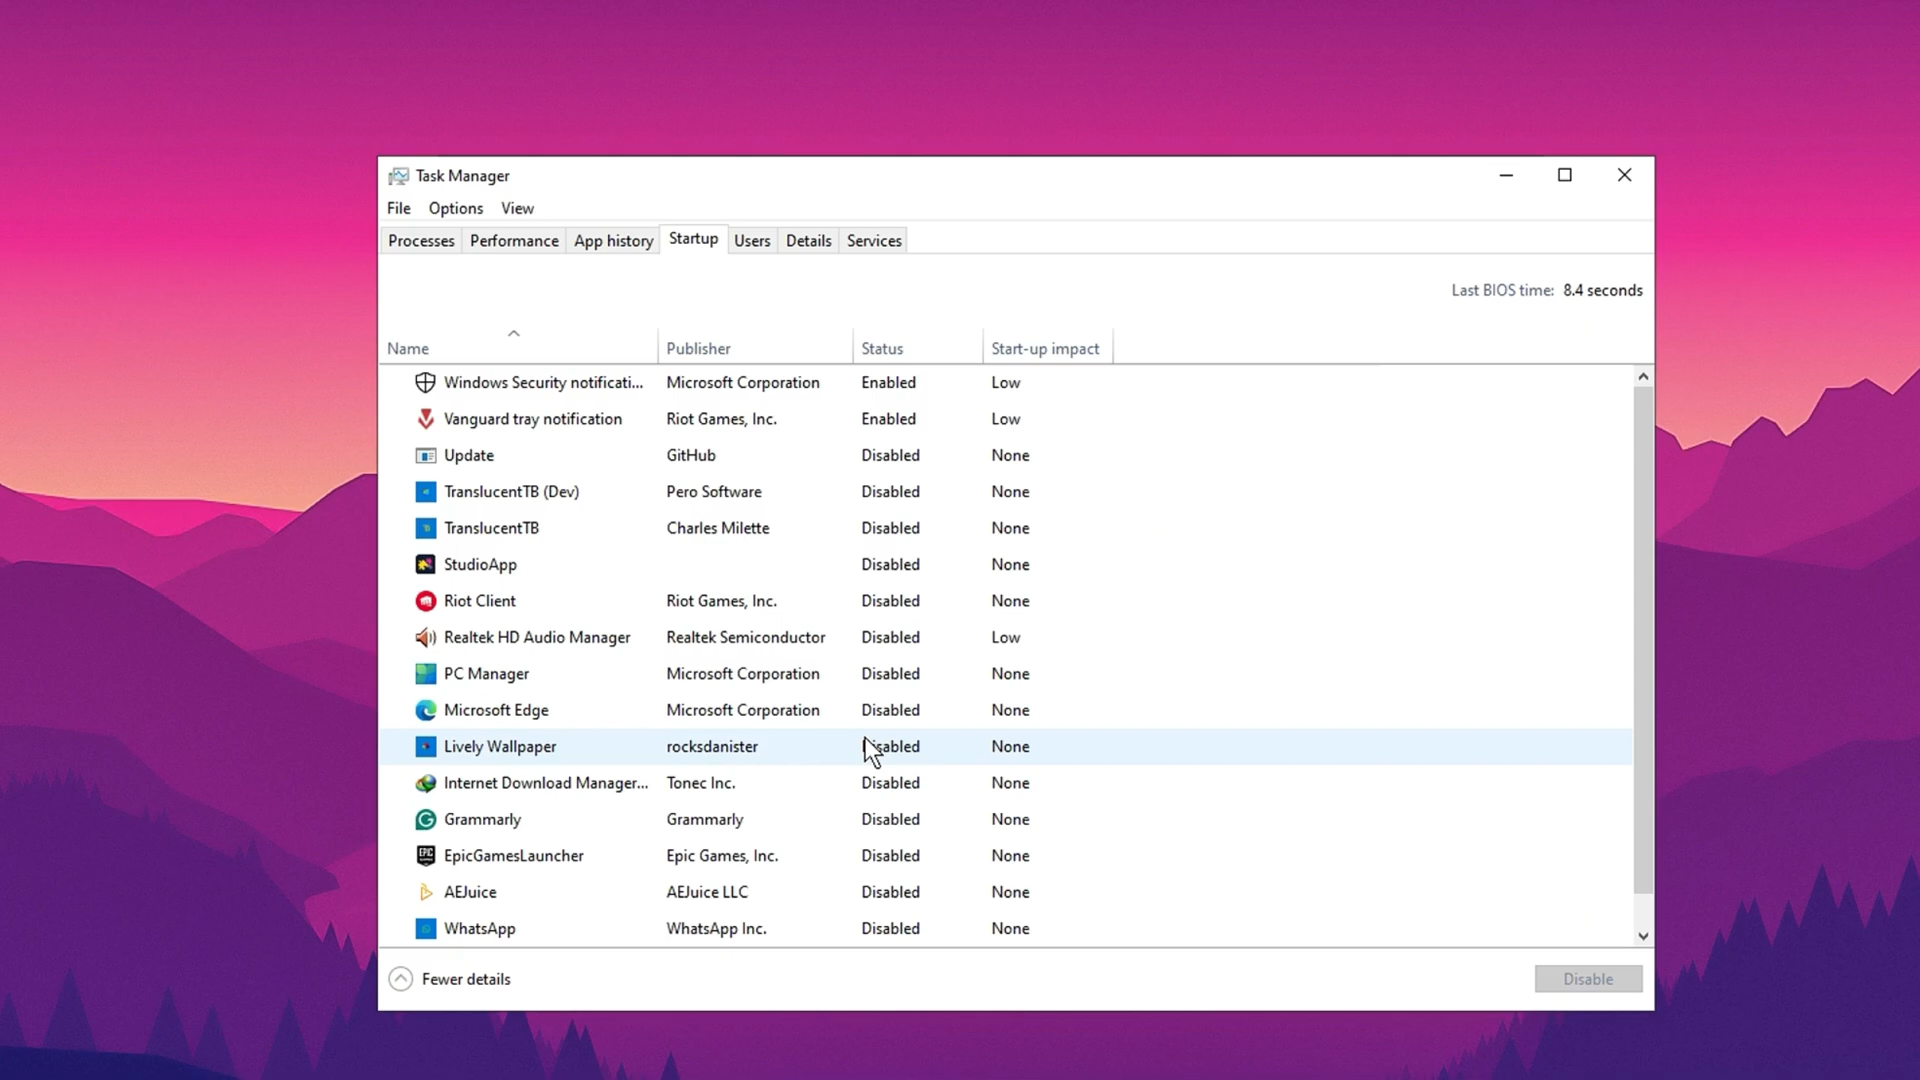 Task Manager
File Options View
Processes Performance App history Startup Users Details Services
Last BIOS time: 8.4 seconds
Name Publisher Status Start-up impact
Windows Security notificati... Microsoft Corporation Enabled Low
Vanguard tray notification Riot Games, Inc. Enabled Low
Update GitHub Disabled None
TranslucentTB (Dev) Pero Software Disabled None
TranslucentTB Charles Milette Disabled None
StudioApp Disabled None
Riot Client Riot Games, Inc. Disabled None
Realtek HD Audio Manager Realtek Semiconductor Disabled Low
PC Manager Microsoft Corporation Disabled None
Microsoft Edge Microsoft Corporation Disabled None
Lively Wallpaper rocksdanister Disabled None
Internet Download Manager... Tonec Inc. Disabled None
Grammarly Grammarly Disabled None
EpicGamesLauncher Epic Games, Inc. Disabled None
AEJuice AEJuice LLC Disabled None
WhatsApp WhatsApp Inc. Disabled None
Fewer details Disable